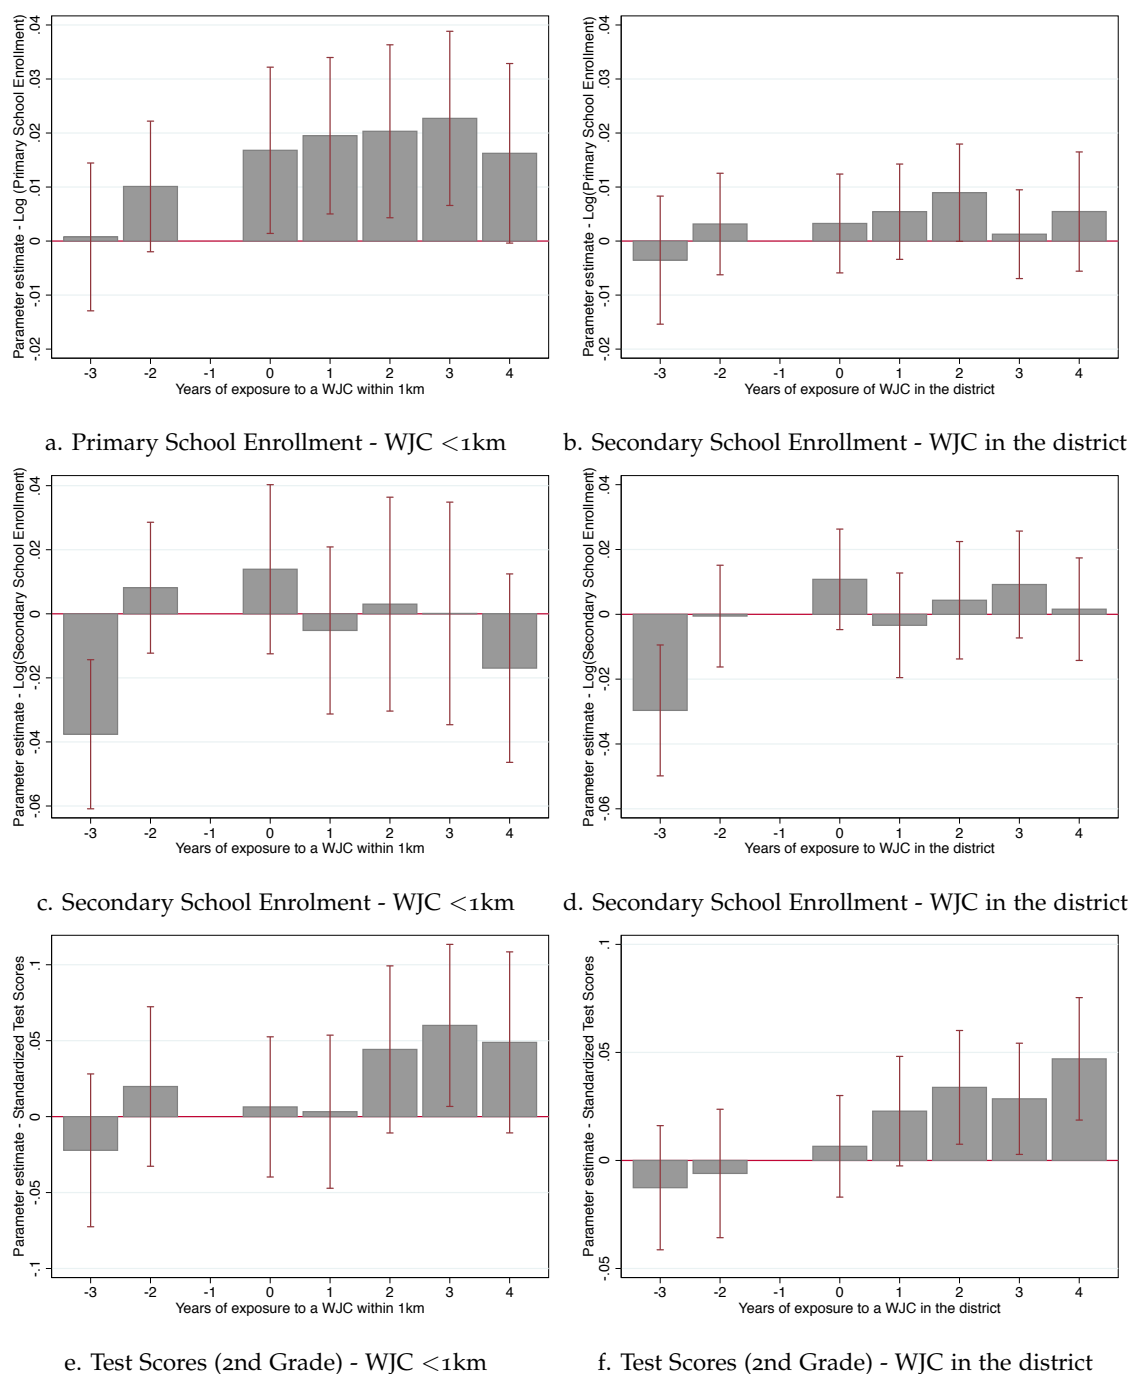 Parameter estimate - Log (Primary School Enrollment)
.04
.03
.02
.01
0
-.01
-.02
-3 -2 -1 0 1 2 3 4
Years of exposure to a WJC within 1km
a. Primary School Enrollment - WJC <1km
Parameter estimate - Log(Primary School Enrollment)
.04
.03
.02
.01
0
-.01
-.02
-3 -2 -1 0 1 2 3 4
Years of exposure of WJC in the district
b. Secondary School Enrollment - WJC in the district
Parameter estimate - Log(Secondary School Enrollment)
.04
.02
0
-.02
-.04
-.06
-3 -2 -1 0 1 2 3 4
Years of exposure to a WJC within 1km
c. Secondary School Enrolment - WJC <1km
Parameter estimate - Log(Secondary School Enrollment)
.04
.02
0
-.02
-.04
-.06
-3 -2 -1 0 1 2 3 4
Years of exposure to WJC in the district
d. Secondary School Enrollment - WJC in the district
Parameter estimate - Standardized Test Scores
.1
.05
0
-.05
-.1
-3 -2 -1 0 1 2 3 4
Years of exposure to a WJC within 1km
e. Test Scores (2nd Grade) - WJC <1km
Parameter estimate - Standardized Test Scores
.1
.05
0
-.05
-3 -2 -1 0 1 2 3 4
Years of exposure to a WJC in the district
f. Test Scores (2nd Grade) - WJC in the district